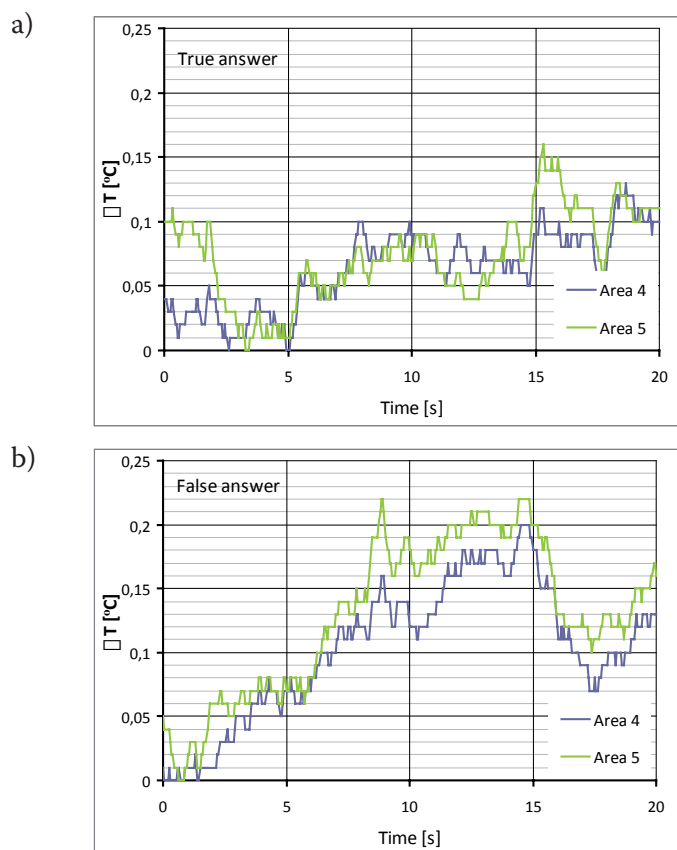 a)
0,25
True answer
0,2
0,15
□ T [ºC]
0,1
0,05
Area 4
Area 5
0
0 5 10 15 20
Time [s]
b)
0,25
False answer
0,2
0,15
□ T [ºC]
0,1
0,05
Area 4
Area 5
0
0 5 10 15 20
Time [s]